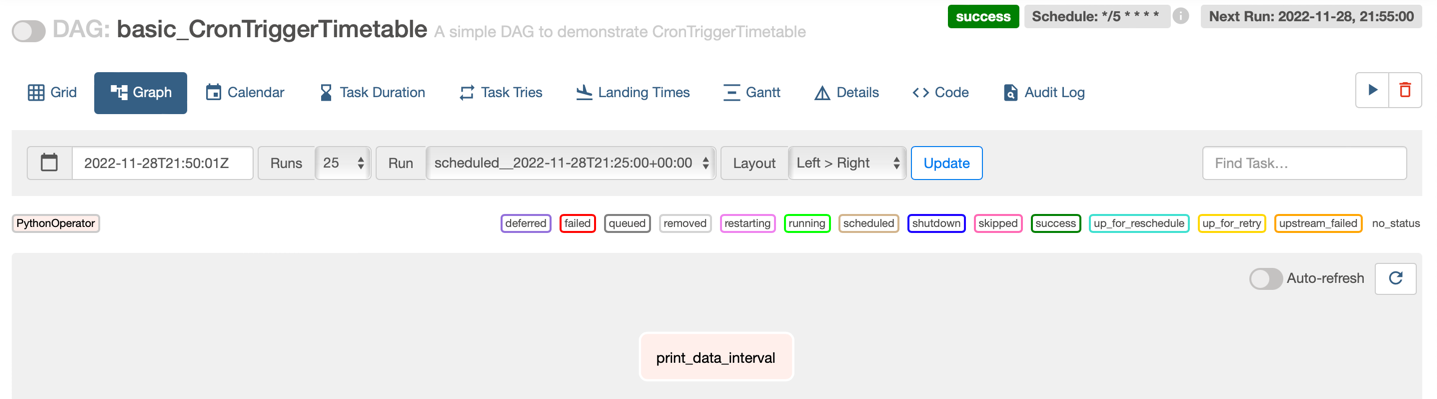 DAG: basic_CronTriggerTimetable A simple DAG to demonstrate CronTriggerTimetable
success Schedule: */5 * * * * i Next Run: 2022-11-28, 21:55:00
Grid Graph Calendar Task Duration Task Tries Landing Times Gantt Details Code Audit Log
2022-11-28T21:50:01Z Runs 25 Run scheduled__2022-11-28T21:25:00+00:00 Layout Left > Right Update Find Task…
PythonOperator deferred failed queued removed restarting running scheduled shutdown skipped success up_for_reschedule up_for_retry upstream_failed no_status
Auto-refresh
print_data_interval